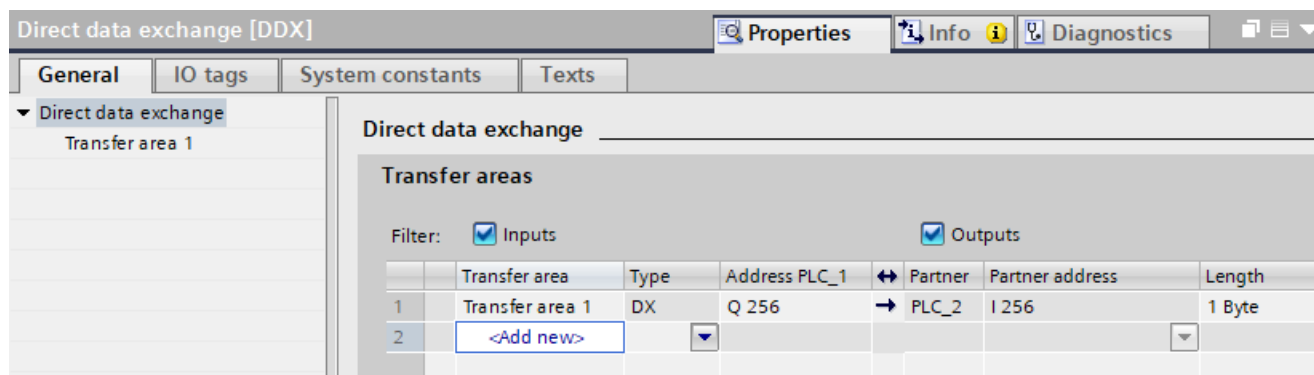 Direct data exchange [DDX] Properties Info Diagnostics
General IO tags System constants Texts
Direct data exchange
Transfer area 1
Direct data exchange
Transfer areas
Filter: Inputs Outputs
Transfer area Type Address PLC_1 ↔ Partner Partner address Length
1 Transfer area 1 DX Q 256 → PLC_2 I 256 1 Byte
2 <Add new>